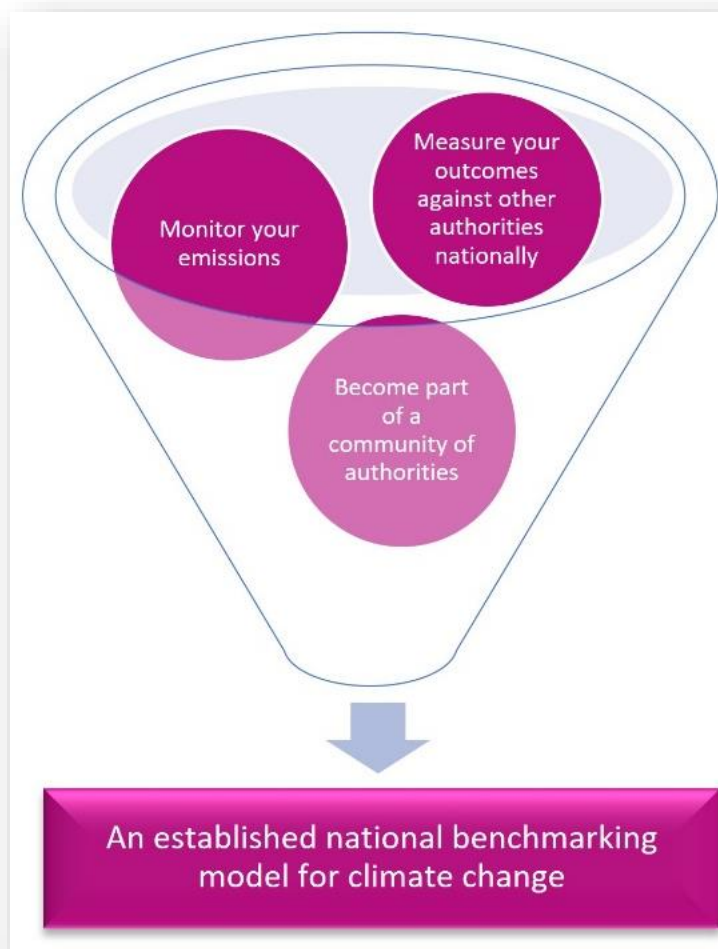 Measure your
outcomes
against other
authorities
nationally
Monitor your
emissions
Become part
of a
community of
authorities
An established national benchmarking
model for climate change